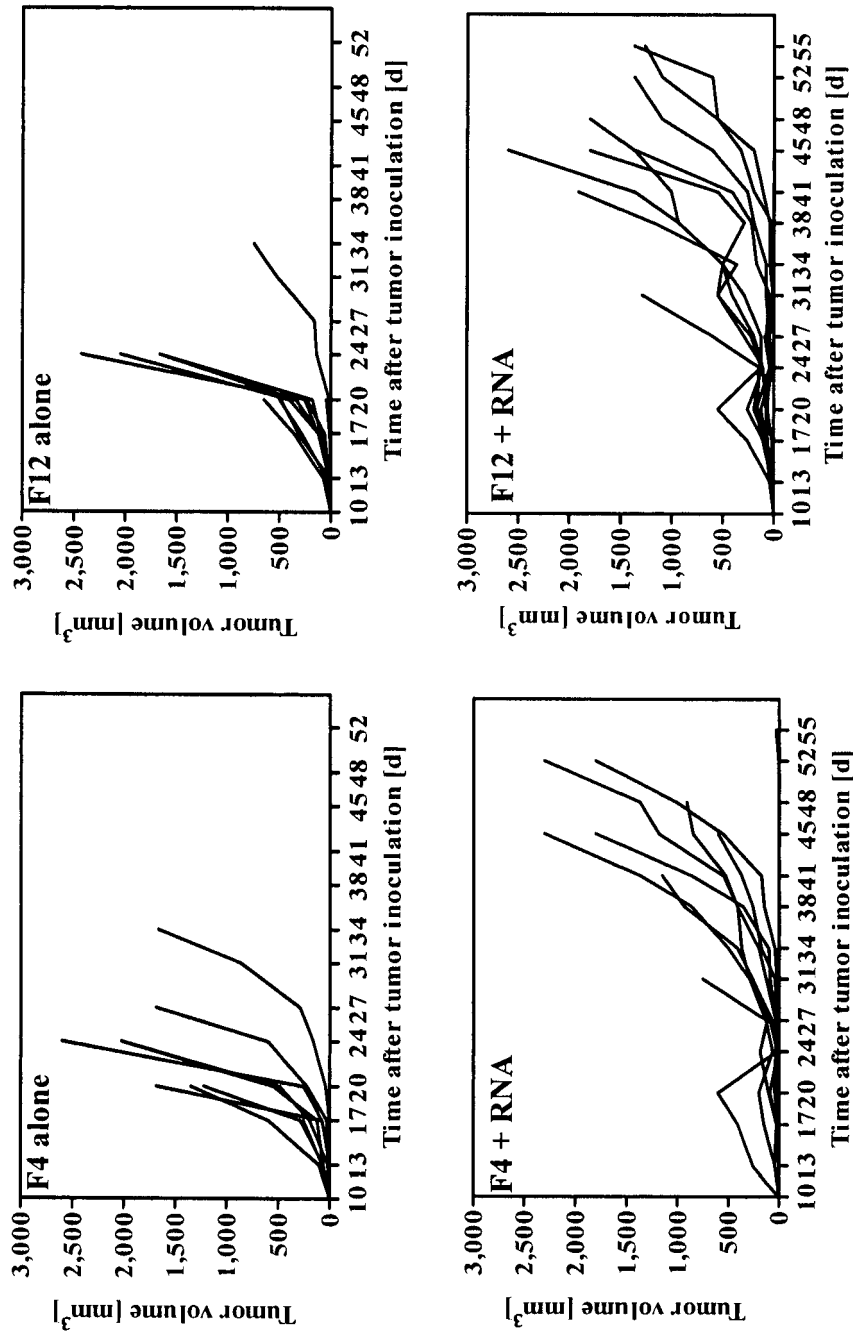 F4 alone
3,000
2,500
2,000
1,500
1,000
500
0
Tumor volume [mm³]
10 13 17 20 24 27 31 34 38 41 45 48 52
Time after tumor inoculation [d]
F12 alone
3,000
2,500
2,000
1,500
1,000
500
0
Tumor volume [mm³]
10 13 17 20 24 27 31 34 38 41 45 48 52
Time after tumor inoculation [d]
F4 + RNA
3,000
2,500
2,000
1,500
1,000
500
0
Tumor volume [mm³]
10 13 17 20 24 27 31 34 38 41 45 48 52 55
Time after tumor inoculation [d]
F12 + RNA
3,000
2,500
2,000
1,500
1,000
500
0
Tumor volume [mm³]
10 13 17 20 24 27 31 34 38 41 45 48 52 55
Time after tumor inoculation [d]